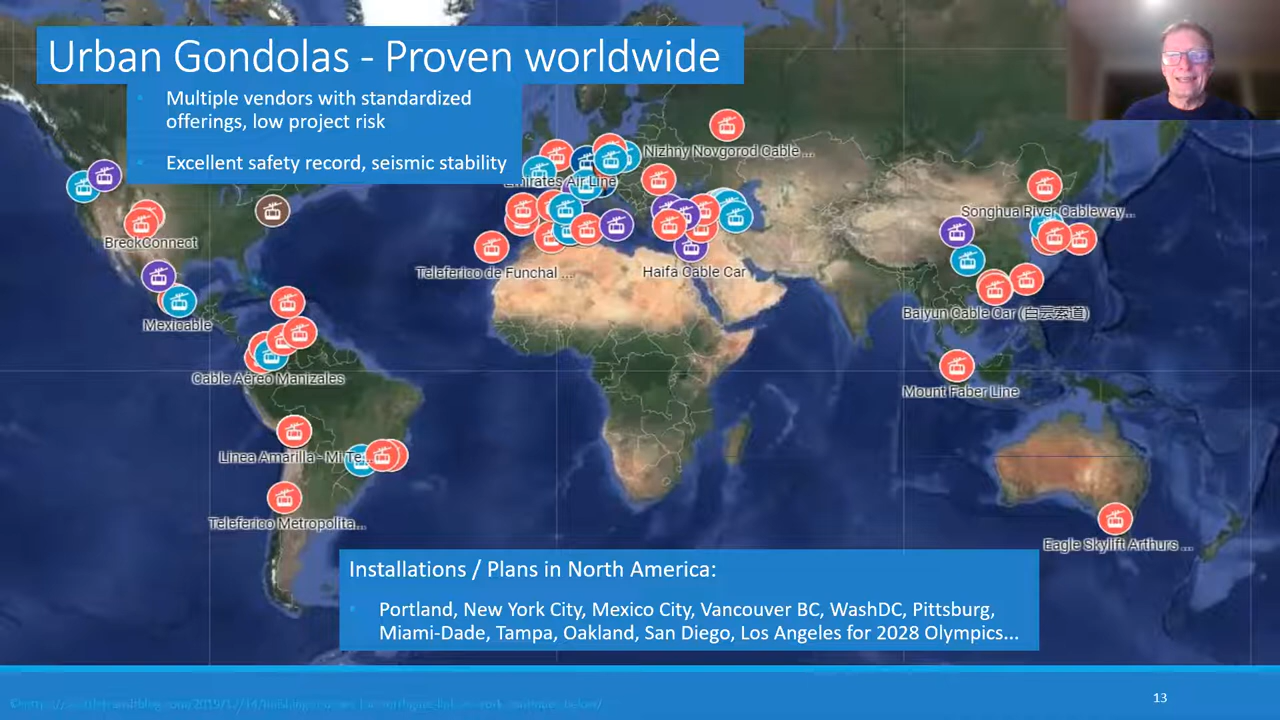 Urban Gondolas - Proven worldwide
Multiple vendors with standardized
offerings, low project risk
Excellent safety record, seismic stability
Nizhny Novgorod Cable ...
Emirates Air Line
Songhua River Cableway...
BreckConnect
Teleferico de Funchal ...
Haifa Cable Car
Mexicable
Baiyun Cable Car (白云索道)
Cable Aéreo Manizales
Mount Faber Line
Linea Amarilla - Mi Te...
Teleferico Metropolita...
Eagle Skylift Arthurs ...
Installations / Plans in North America:
Portland, New York City, Mexico City, Vancouver BC, WashDC, Pittsburg,
Miami-Dade, Tampa, Oakland, San Diego, Los Angeles for 2028 Olympics...
13